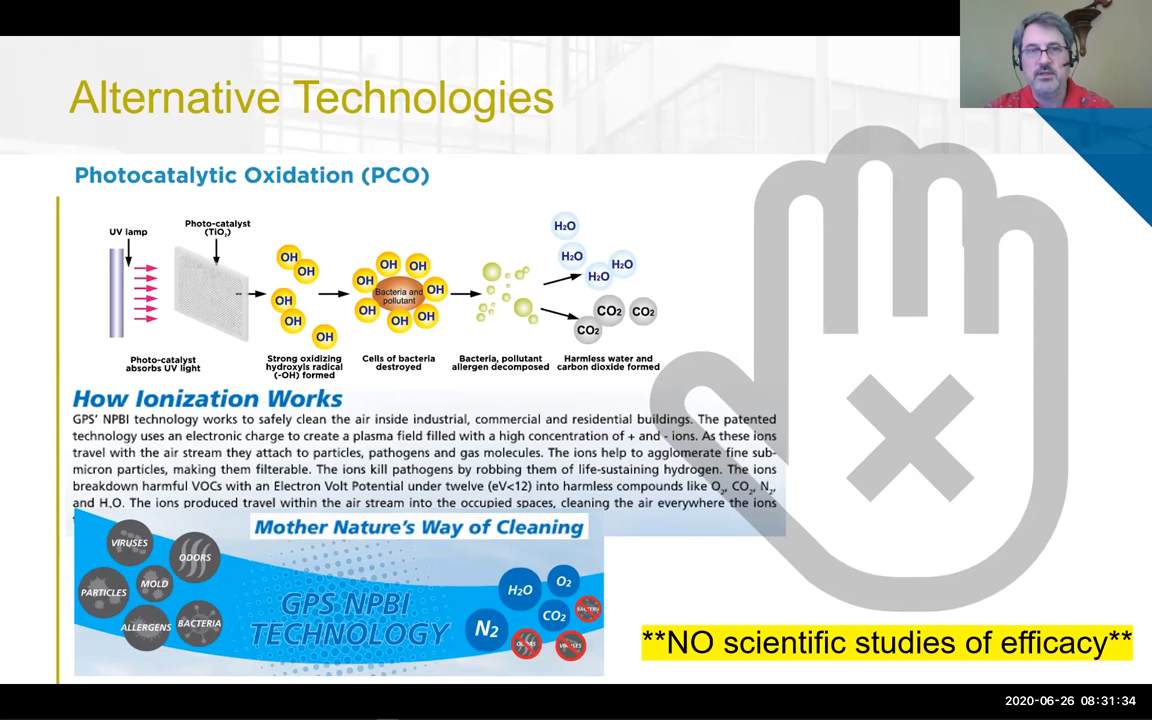 Alternative Technologies
Photocatalytic Oxidation (PCO)
UV lamp
Photo-catalyst
(TiO₂)
OH
OH
OH
OH
OH
OH
OH
OH
OH
OH
OH
OH
OH
Bacteria and
pollutant
H₂O
H₂O
H₂O
H₂O
CO₂
CO₂
CO₂
Photo-catalyst
absorbs UV light
Strong oxidizing
hydroxyls radical
(-OH) formed
Cells of bacteria
destroyed
Bacteria, pollutant
allergen decomposed
Harmless water and
carbon dioxide formed
How Ionization Works
GPS' NPBI technology works to safely clean the air inside industrial, commercial and residential buildings. The patented
technology uses an electronic charge to create a plasma field filled with a high concentration of + and - ions. As these ions
travel with the air stream they attach to particles, pathogens and gas molecules. The ions help to agglomerate fine sub-
micron particles, making them filterable. The ions kill pathogens by robbing them of life-sustaining hydrogen. The ions
breakdown harmful VOCs with an Electron Volt Potential under twelve (eV<12) into harmless compounds like O₂, CO₂, N₂,
and H₂O. The ions produced travel within the air stream into the occupied spaces, cleaning the air everywhere the ions
Mother Nature's Way of Cleaning
VIRUSES
ODORS
PARTICLES
MOLD
ALLERGENS
BACTERIA
GPS NPBI
TECHNOLOGY
H₂O
O₂
N₂
CO₂
BACTERIA
ODORS
VIRUSES
**NO scientific studies of efficacy**
2020-06-26 08:31:34